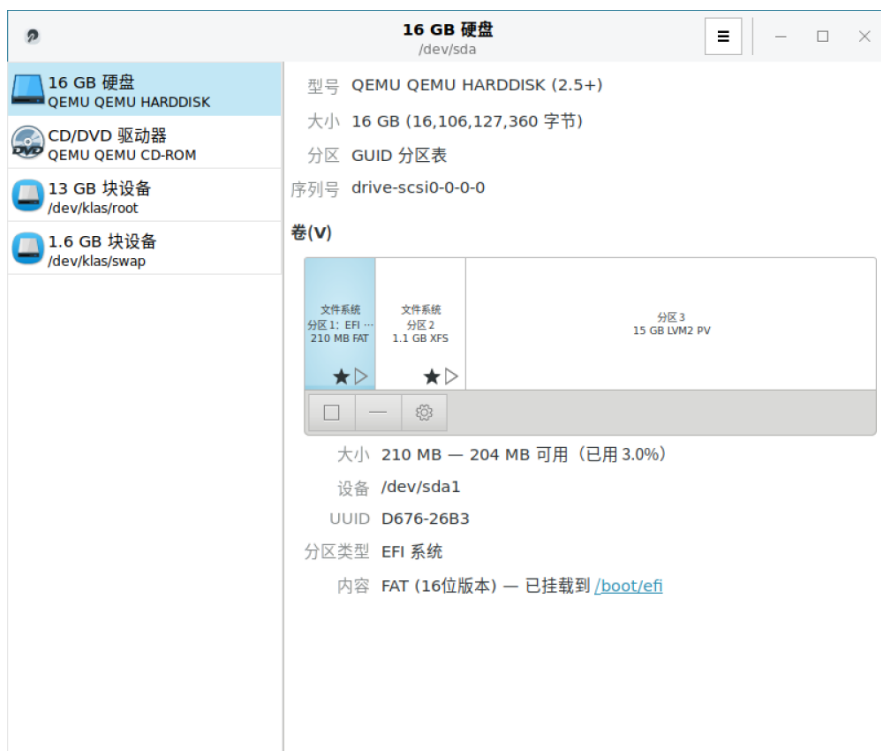 16 GB 硬盘
/dev/sda
16 GB 硬盘
QEMU QEMU HARDDISK
CD/DVD 驱动器
QEMU QEMU CD-ROM
13 GB 块设备
/dev/klas/root
1.6 GB 块设备
/dev/klas/swap
型号 QEMU QEMU HARDDISK (2.5+)
大小 16 GB (16,106,127,360 字节)
分区 GUID 分区表
序列号 drive-scsi0-0-0-0
卷(V)
文件系统
分区 1: EFI …
210 MB FAT
文件系统
分区 2
1.1 GB XFS
分区 3
15 GB LVM2 PV
大小 210 MB — 204 MB 可用（已用 3.0%）
设备 /dev/sda1
UUID D676-26B3
分区类型 EFI 系统
内容 FAT (16位版本) — 已挂载到 /boot/efi